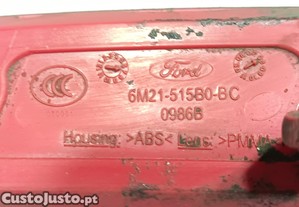 Ford
6M21-515B0-BC
0986B
Housing: >ABS< Lens: >PMM
CustoJusto.pt